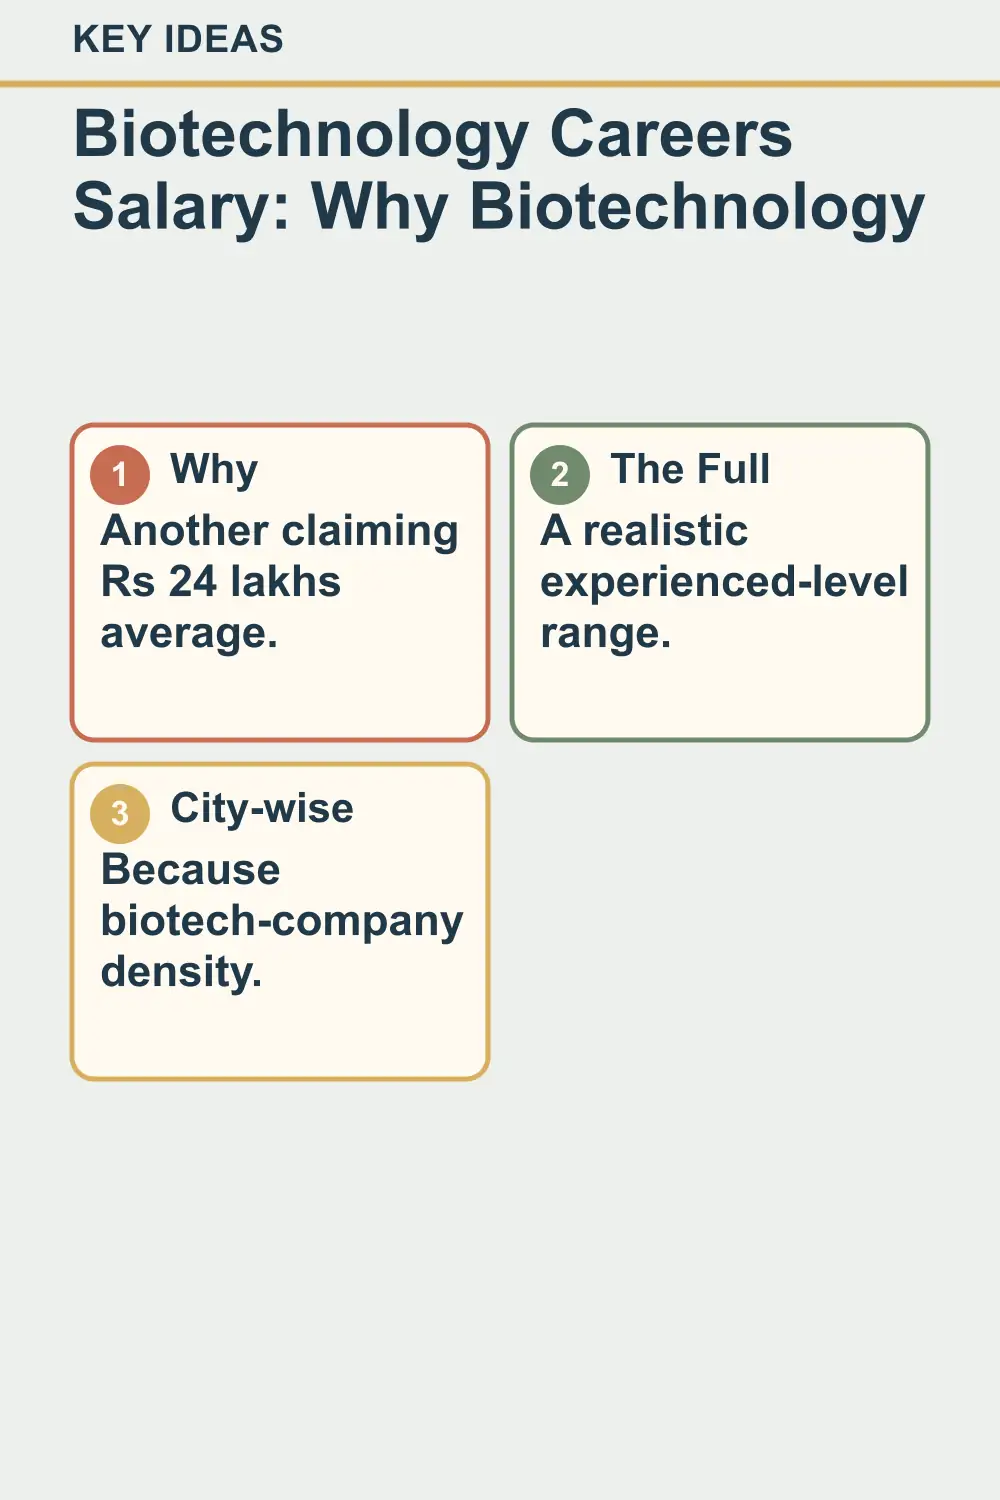 KEY IDEAS
Biotechnology Careers
Salary: Why Biotechnology
1 Why
Another claiming
Rs 24 lakhs
average.
2 The Full
A realistic
experienced-level
range.
3 City-wise
Because
biotech-company
density.